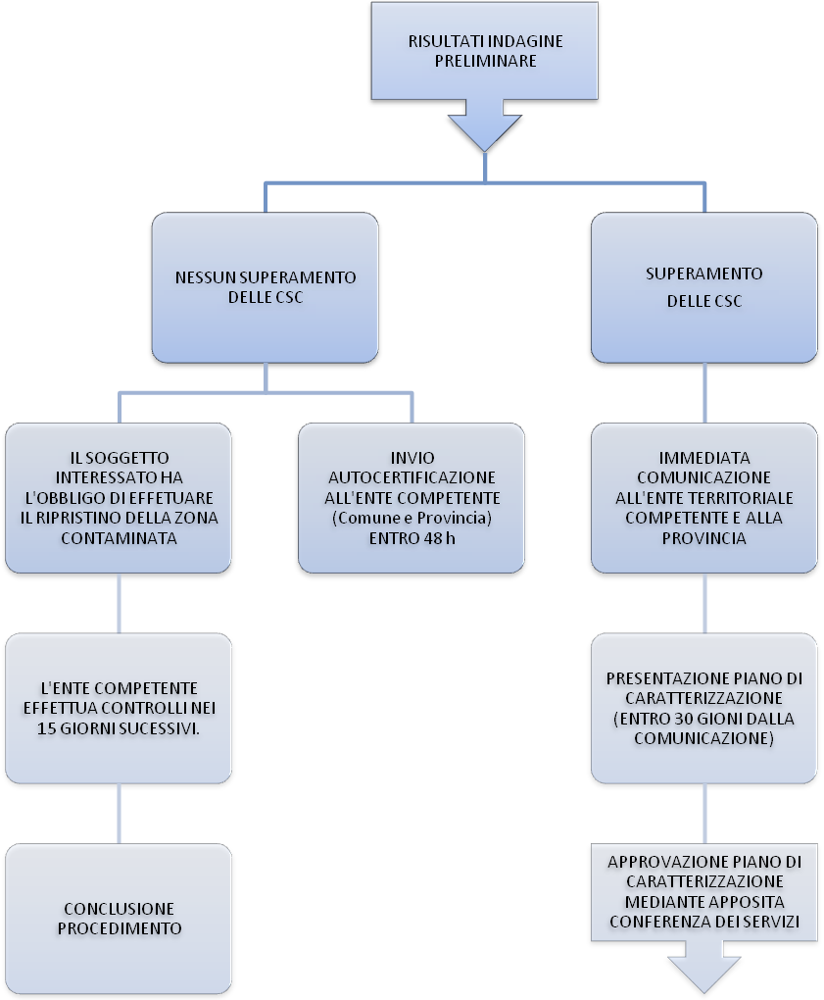 RISULTATI INDAGINE
PRELIMINARE
NESSUN SUPERAMENTO
DELLE CSC
SUPERAMENTO
DELLE CSC
IL SOGGETTO
INTERESSATO HA
L'OBBLIGO DI EFFETUARE
IL RIPRISTINO DELLA ZONA
CONTAMINATA
INVIO
AUTOCERTIFICAZIONE
ALL'ENTE COMPETENTE
(Comune e Provincia)
ENTRO 48 h
IMMEDIATA
COMUNICAZIONE
ALL'ENTE TERRITORIALE
COMPETENTE E ALLA
PROVINCIA
L'ENTE COMPETENTE
EFFETTUA CONTROLLI NEI
15 GIORNI SUCESSIVI.
PRESENTAZIONE PIANO DI
CARATTERIZZAZIONE
(ENTRO 30 GIONI DALLA
COMUNICAZIONE)
CONCLUSIONE
PROCEDIMENTO
APPROVAZIONE PIANO DI
CARATTERIZZAZIONE
MEDIANTE APPOSITA
CONFERENZA DEI SERVIZI